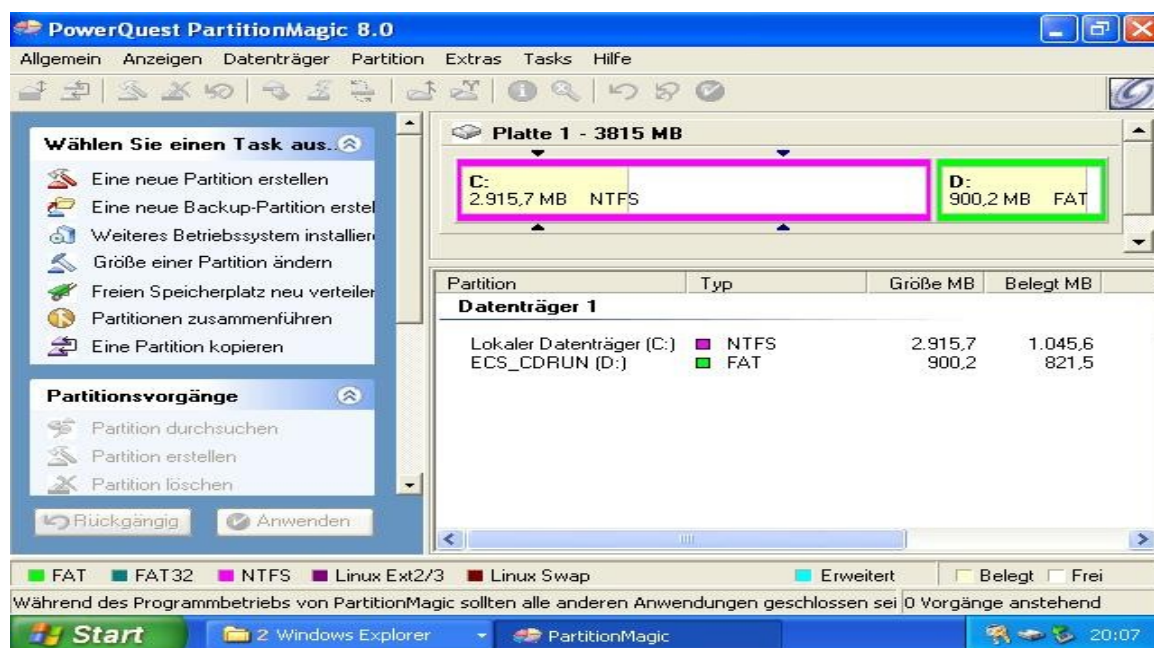 PowerQuest PartitionMagic 8.0
Allgemein Anzeigen Datenträger Partition Extras Tasks Hilfe
Wählen Sie einen Task aus..
Eine neue Partition erstellen
Eine neue Backup-Partition erstel
Weiteres Betriebssystem installier
Größe einer Partition ändern
Freien Speicherplatz neu verteiler
Partitionen zusammenführen
Eine Partition kopieren
Partitionsvorgänge
Partition durchsuchen
Partition erstellen
Partition löschen
Rückgängig Anwenden
Platte 1 - 3815 MB
C: D:
2.915,7 MB NTFS 900,2 MB FAT
Partition Typ Größe MB Belegt MB
Datenträger 1
Lokaler Datenträger (C:) NTFS 2.915,7 1.045,6
ECS_CDRUN (D:) FAT 900,2 821,5
FAT FAT32 NTFS Linux Ext2/3 Linux Swap Erweitert Belegt Frei
Während des Programmbetriebs von PartitionMagic sollten alle anderen Anwendungen geschlossen sei 0 Vorgänge anstehend
Start 2 Windows Explorer PartitionMagic 20:07